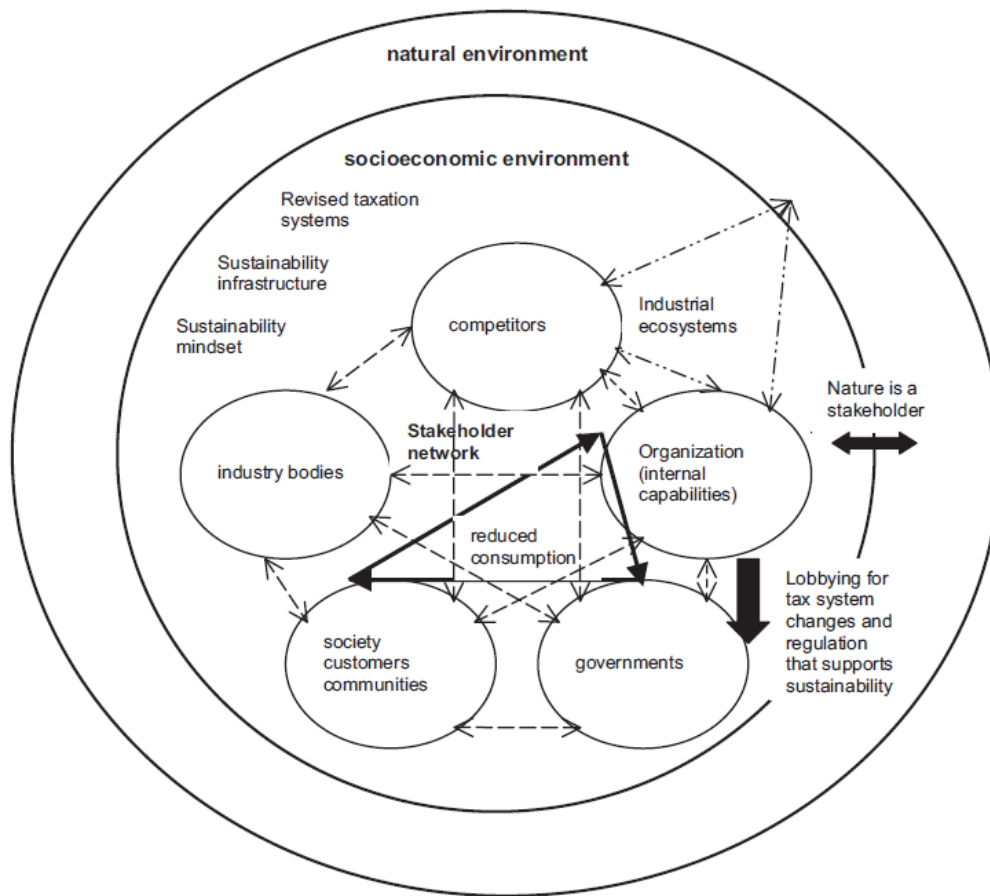 natural environment
socioeconomic environment
Revised taxation
systems
Sustainability
infrastructure
Sustainability
mindset
competitors
Industrial
ecosystems
Nature is a
stakeholder
Stakeholder
network
industry bodies
Organization
(internal
capabilities)
reduced
consumption
Lobbying for
tax system
changes and
regulation
that supports
sustainability
society
customers
communities
governments